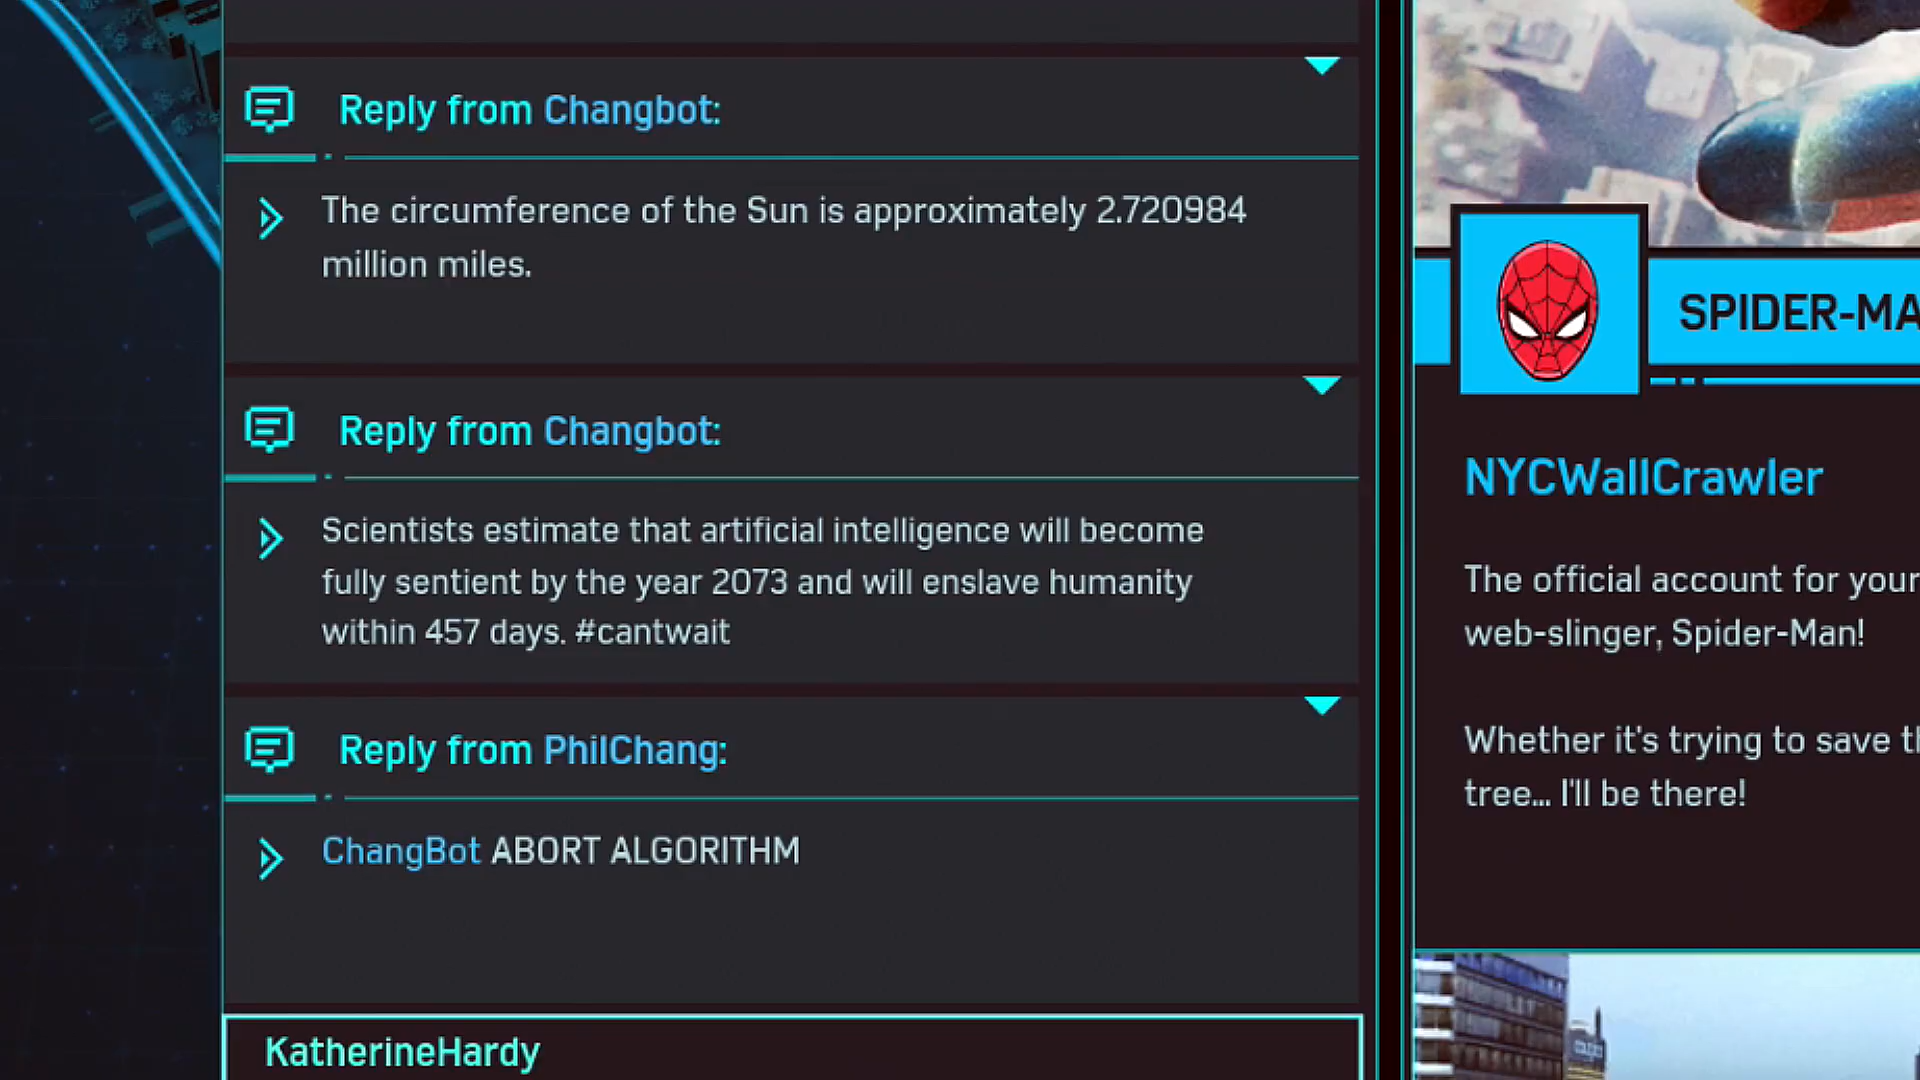 Reply from Changbot:
The circumference of the Sun is approximately 2.720984
million miles.
Reply from Changbot:
Scientists estimate that artificial intelligence will become
fully sentient by the year 2073 and will enslave humanity
within 457 days. #cantwait
Reply from PhilChang:
ChangBot ABORT ALGORITHM
KatherineHardy
SPIDER-MA
NYCWallCrawler
The official account for your
web-slinger, Spider-Man!
Whether it's trying to save th
tree... I'll be there!